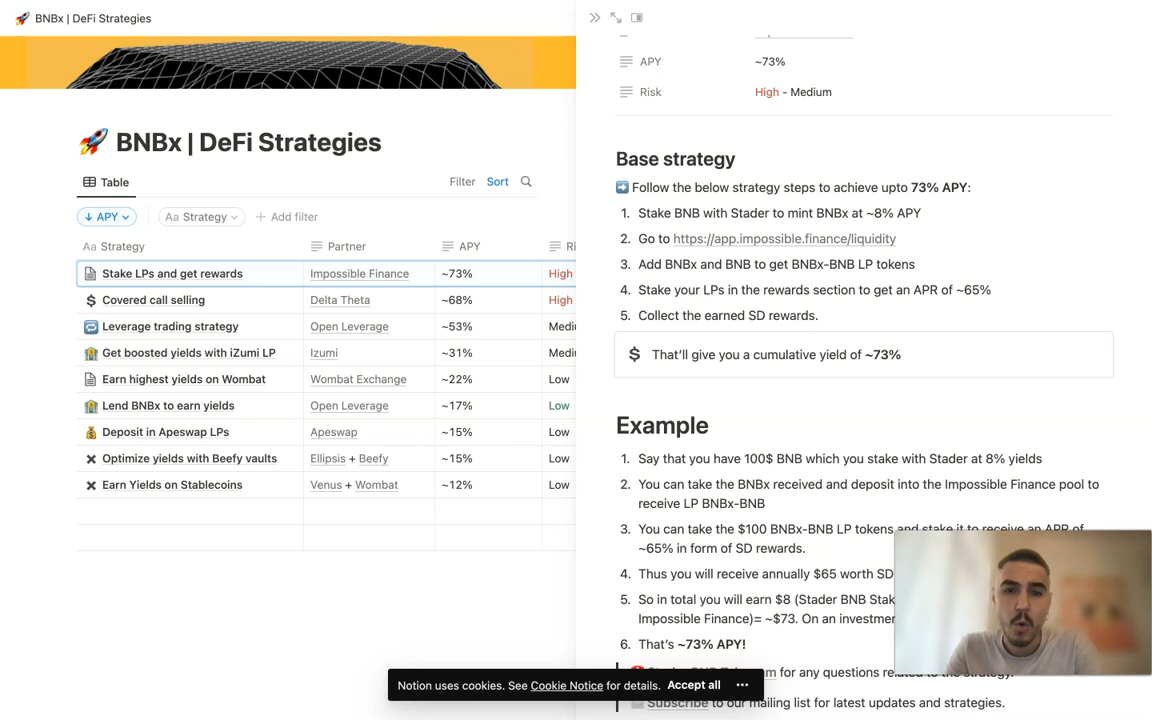 BNBx | DeFi Strategies
BNBx | DeFi Strategies
Table
Filter
Sort
APY
Aa Strategy
Add filter
Aa Strategy
Partner
APY
Ri
Stake LPs and get rewards
Impossible Finance
~73%
High
Covered call selling
Delta Theta
~68%
High
Leverage trading strategy
Open Leverage
~53%
Mediu
Get boosted yields with iZumi LP
Izumi
~31%
Mediu
Earn highest yields on Wombat
Wombat Exchange
~22%
Low
Lend BNBx to earn yields
Open Leverage
~17%
Low
Deposit in Apeswap LPs
Apeswap
~15%
Low
Optimize yields with Beefy vaults
Ellipsis + Beefy
~15%
Low
Earn Yields on Stablecoins
Venus + Wombat
~12%
Low
APY
~73%
Risk
High - Medium
Base strategy
Follow the below strategy steps to achieve upto 73% APY:
1. Stake BNB with Stader to mint BNBx at ~8% APY
2. Go to https://app.impossible.finance/liquidity
3. Add BNBx and BNB to get BNBx-BNB LP tokens
4. Stake your LPs in the rewards section to get an APR of ~65%
5. Collect the earned SD rewards.
$ That’ll give you a cumulative yield of ~73%
Example
1. Say that you have 100$ BNB which you stake with Stader at 8% yields
2. You can take the BNBx received and deposit into the Impossible Finance pool to
receive LP BNBx-BNB
3. You can take the $100 BNBx-BNB LP tokens and stake it to receive an APR of
~65% in form of SD rewards.
4. Thus you will receive annually $65 worth SD
5. So in total you will earn $8 (Stader BNB Stak
Impossible Finance)= ~$73. On an investmen
6. That’s ~73% APY!
for any questions related to the strategy.
Subscribe to our mailing list for latest updates and strategies.
Notion uses cookies. See Cookie Notice for details.
Accept all